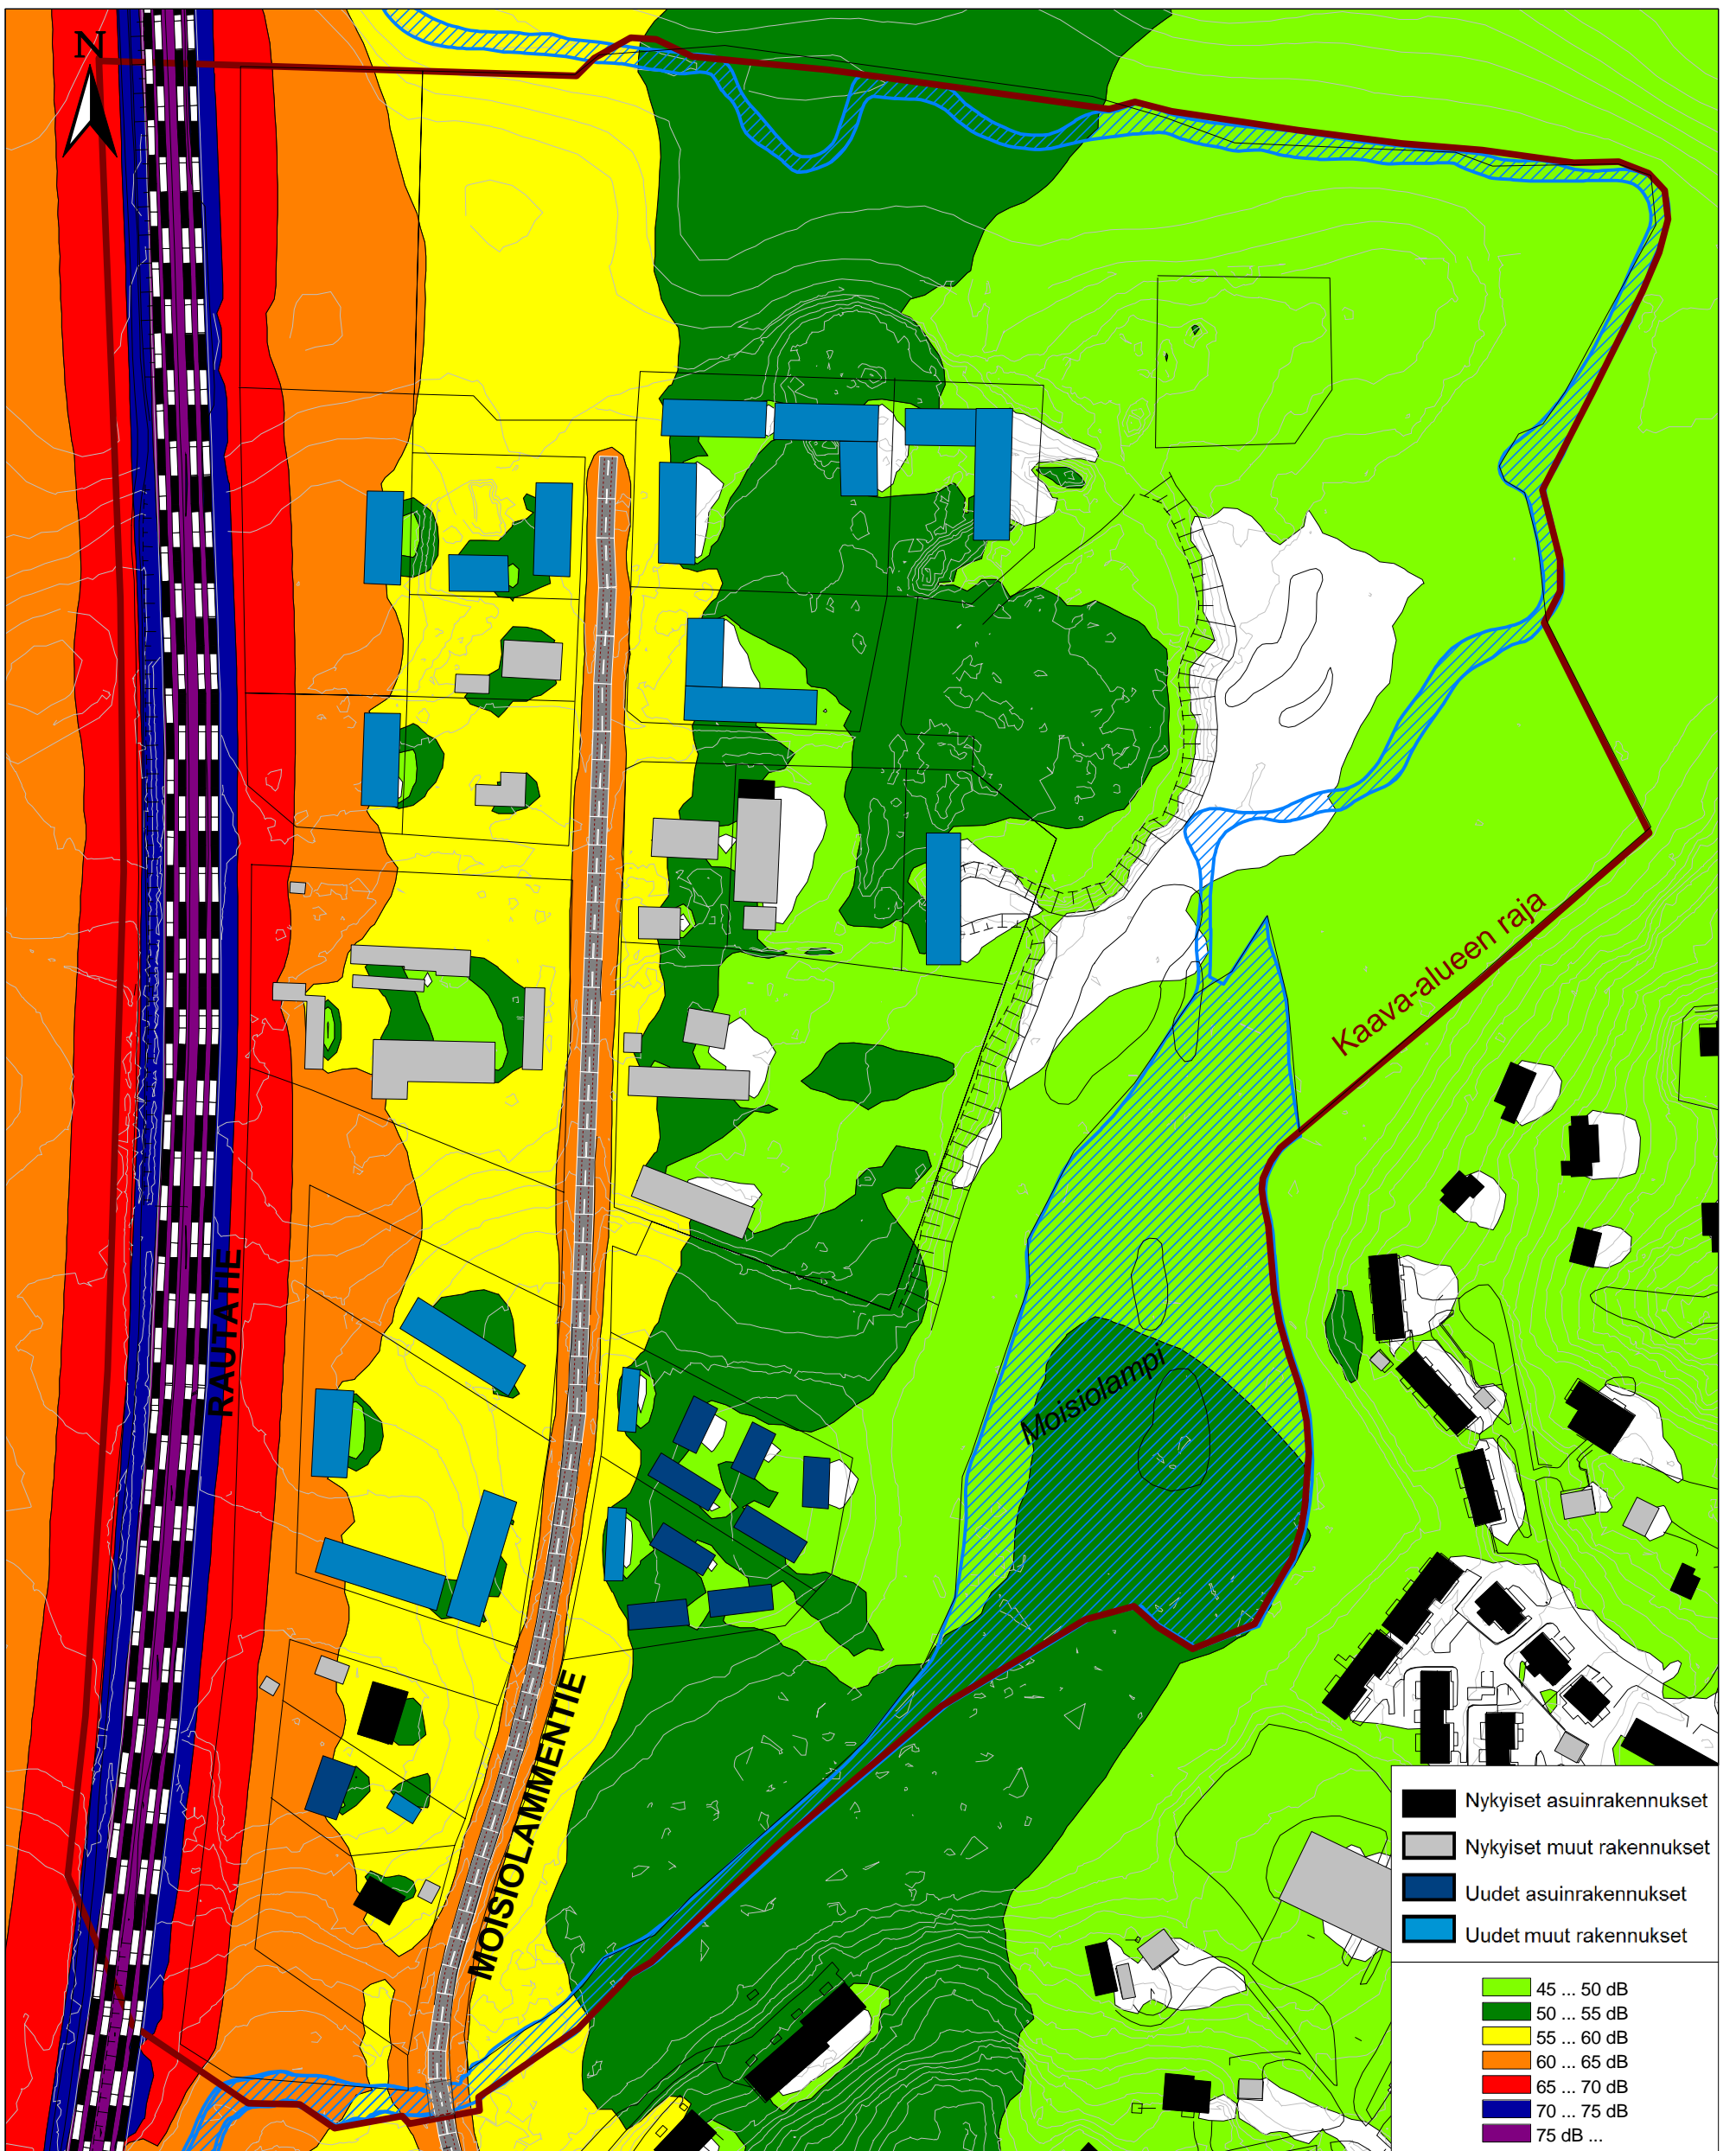 N
Kaava-alueen raja
RAUTATIE
Moisiolampi
MOISIOLAMMENTIE
Nykyiset asuinrakennukset
Nykyiset muut rakennukset
Uudet asuinrakennukset
Uudet muut rakennukset
45 ... 50 dB
50 ... 55 dB
55 ... 60 dB
60 ... 65 dB
65 ... 70 dB
70 ... 75 dB
75 dB ...